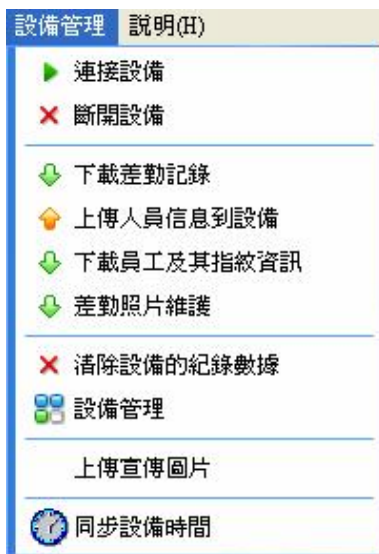 設備管理 說明(H)
連接設備
斷開設備
下載差勤記錄
上傳人員信息到設備
下載員工及其指紋資訊
差勤照片維護
清除設備的紀錄數據
設備管理
上傳宣傳圖片
同步設備時間